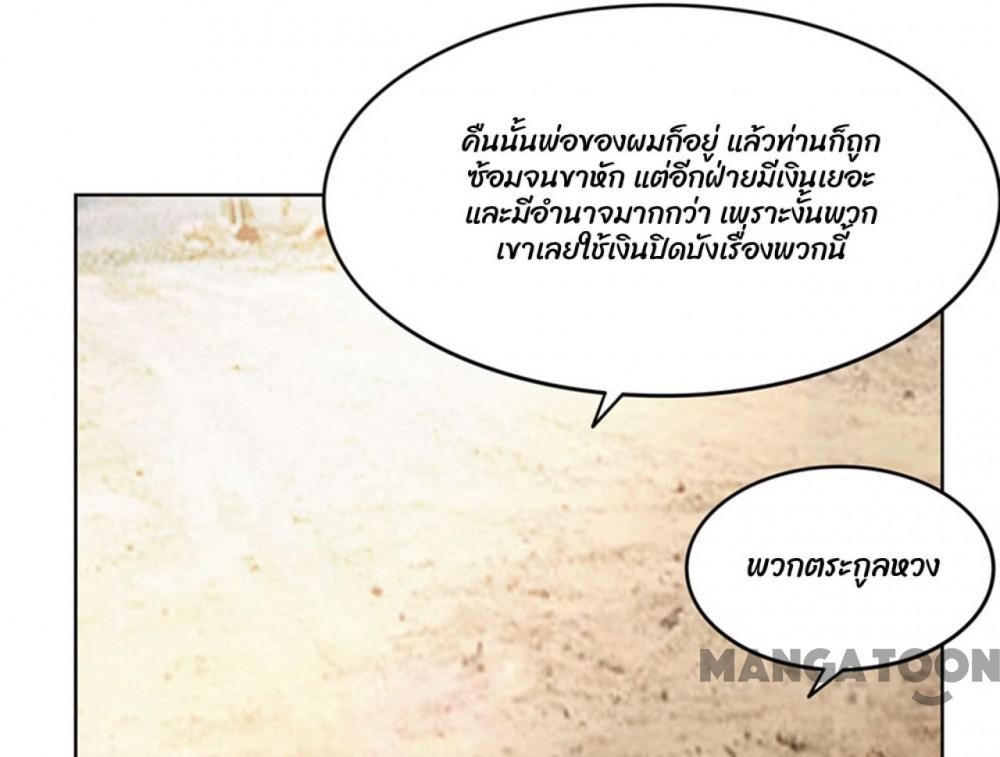 คืนนั้นพ่อของผมก็อยู่ แล้วท่านก็ถูก
ซ้อมจนขาหัก แต่อีกฝ่ายมีเงินเยอะ
และมีอำนาจมากกว่า เพราะงั้นพวก
เขาเลยใช้เงินปิดบังเรื่องพวกนี้
พวกตระกูลหวง
MANGATOON